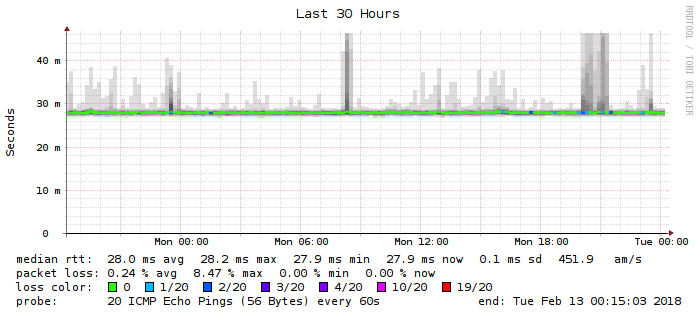 Last 30 Hours
RRDTOOL / TOBI OETIKER
Seconds
40 m
30 m
20 m
10 m
0
Mon 00:00 Mon 06:00 Mon 12:00 Mon 18:00 Tue 00:00
median rtt: 28.0 ms avg 28.2 ms max 27.9 ms min 27.9 ms now 0.1 ms sd 451.9 am/s
packet loss: 0.24 % avg 8.47 % max 0.00 % min 0.00 % now
loss color: 0 1/20 2/20 3/20 4/20 10/20 19/20
probe: 20 ICMP Echo Pings (56 Bytes) every 60s end: Tue Feb 13 00:15:03 2018